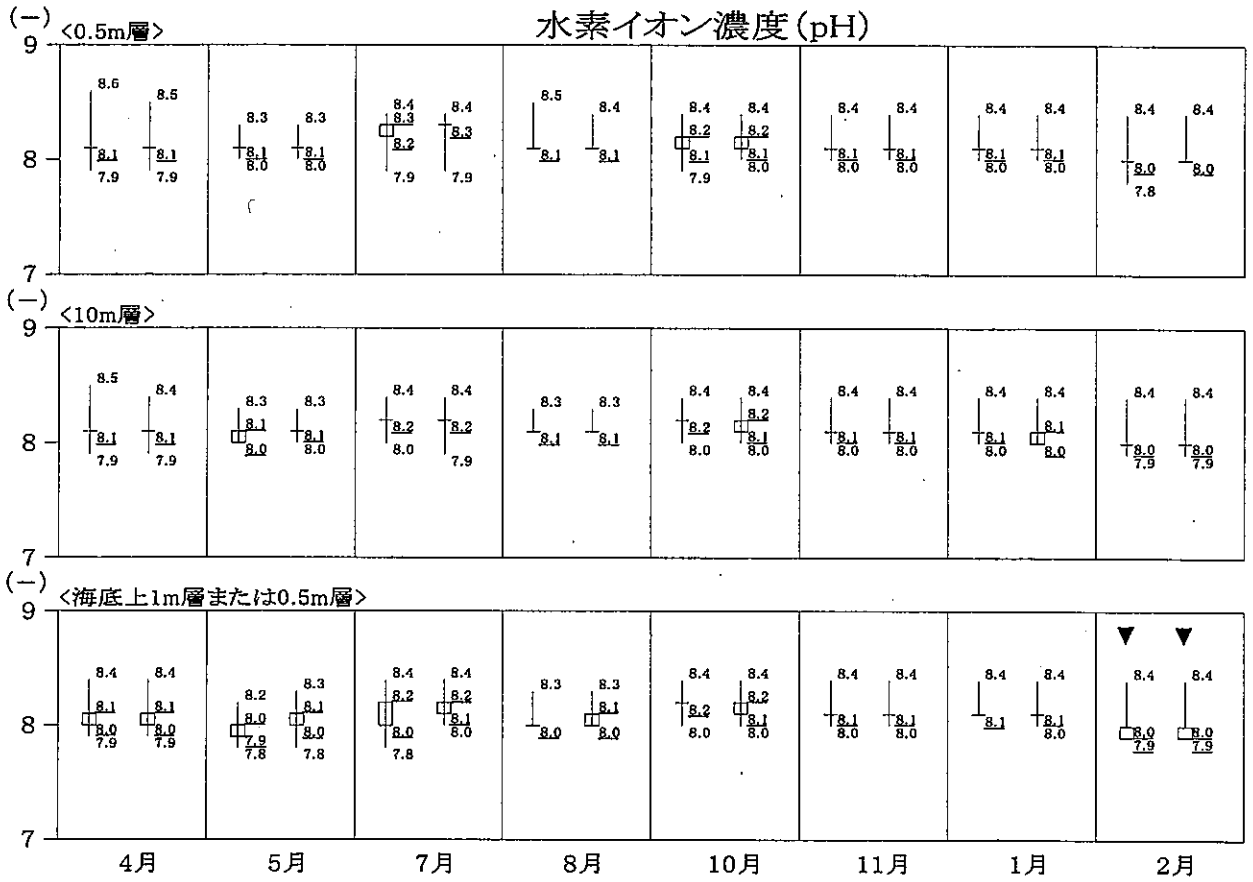 水素イオン濃度(pH)
(−) <0.5m層>
9
8.6 8.5 8.3 8.3 8.4 8.4 8.5 8.4 8.4 8.4 8.4 8.4 8.4 8.4 8.4 8.4
8.3 8.3 8.2 8.2
8 8.1 8.1 8.1 8.1 8.2 8.1 8.1 8.1 8.1 8.1 8.1 8.1 8.1 8.0 8.0
7.9 7.9 8.0 8.0 7.9 7.9 7.9 8.0 8.0 8.0 8.0 8.0 7.8
7
(−) <10m層>
9
8.5 8.4 8.3 8.3 8.4 8.4 8.3 8.3 8.4 8.4 8.4 8.4 8.4 8.4 8.4 8.4
8.1 8.2 8.1
8 8.1 8.1 8.0 8.1 8.2 8.2 8.1 8.1 8.2 8.1 8.1 8.1 8.1 8.0 8.0 8.0
7.9 7.9 8.0 8.0 7.9 8.0 8.0 8.0 8.0 8.0 7.9 7.9
7
(−) <海底上1m層または0.5m層>
9
8.4 8.4 8.2 8.3 8.4 8.4 8.3 8.3 8.4 8.4 8.4 8.4 8.4 8.4 8.4 8.4
8.1 8.1 8.0 8.1 8.2 8.2 8.1 8.2
8 8.0 8.0 7.9 8.0 8.0 8.1 8.0 8.0 8.2 8.1 8.1 8.1 8.1 8.1 8.0 8.0
7.9 7.9 7.8 7.8 7.8 8.0 8.0 8.0 8.0 8.0 8.0 7.9 7.9
7
4月 5月 7月 8月 10月 11月 1月 2月